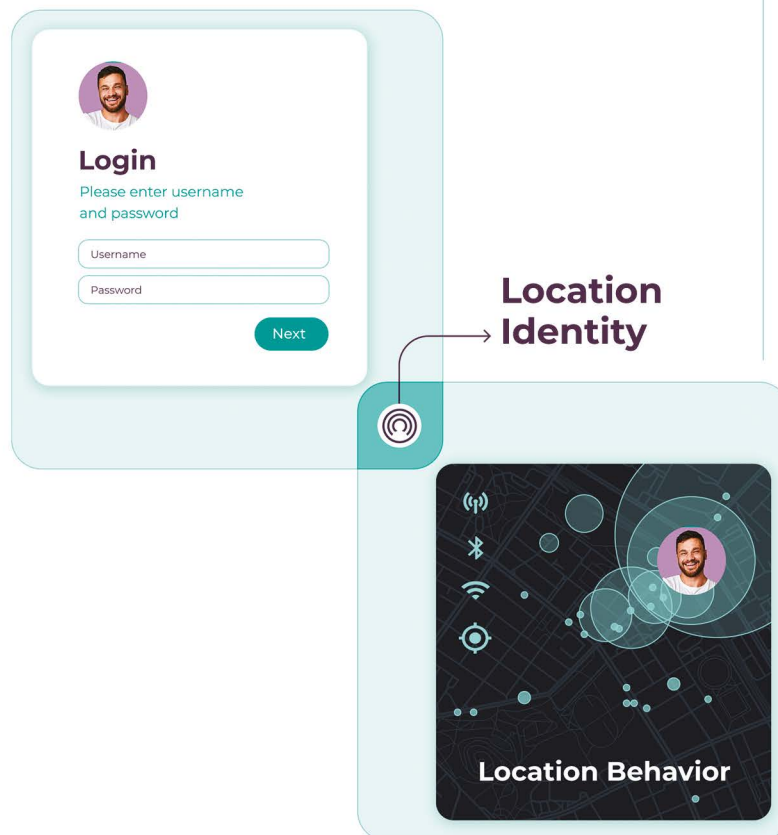 Login
Please enter username
and password
Username
Password
Next
Location
Identity
Location Behavior